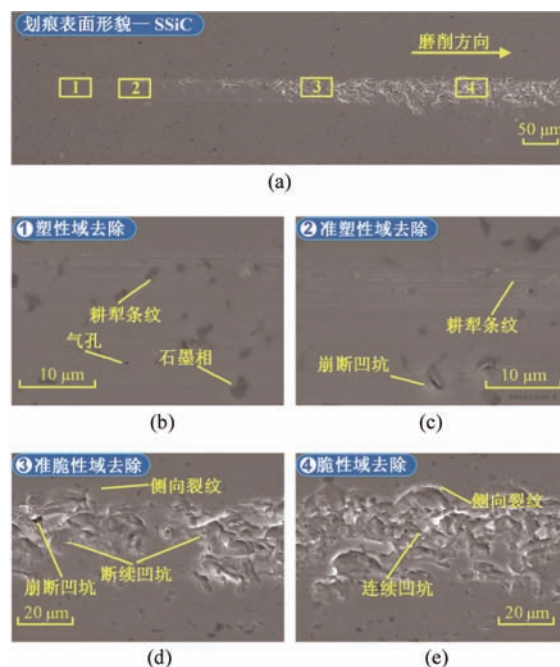 划痕表面形貌— SSiC
磨削方向
1
2
3
4
50 μm
(a)
①塑性域去除
耕犁条纹
气孔
石墨相
10 μm
(b)
②准塑性域去除
耕犁条纹
崩断凹坑
10 μm
(c)
③准脆性域去除
侧向裂纹
崩断凹坑
断续凹坑
20 μm
(d)
④脆性域去除
侧向裂纹
连续凹坑
20 μm
(e)